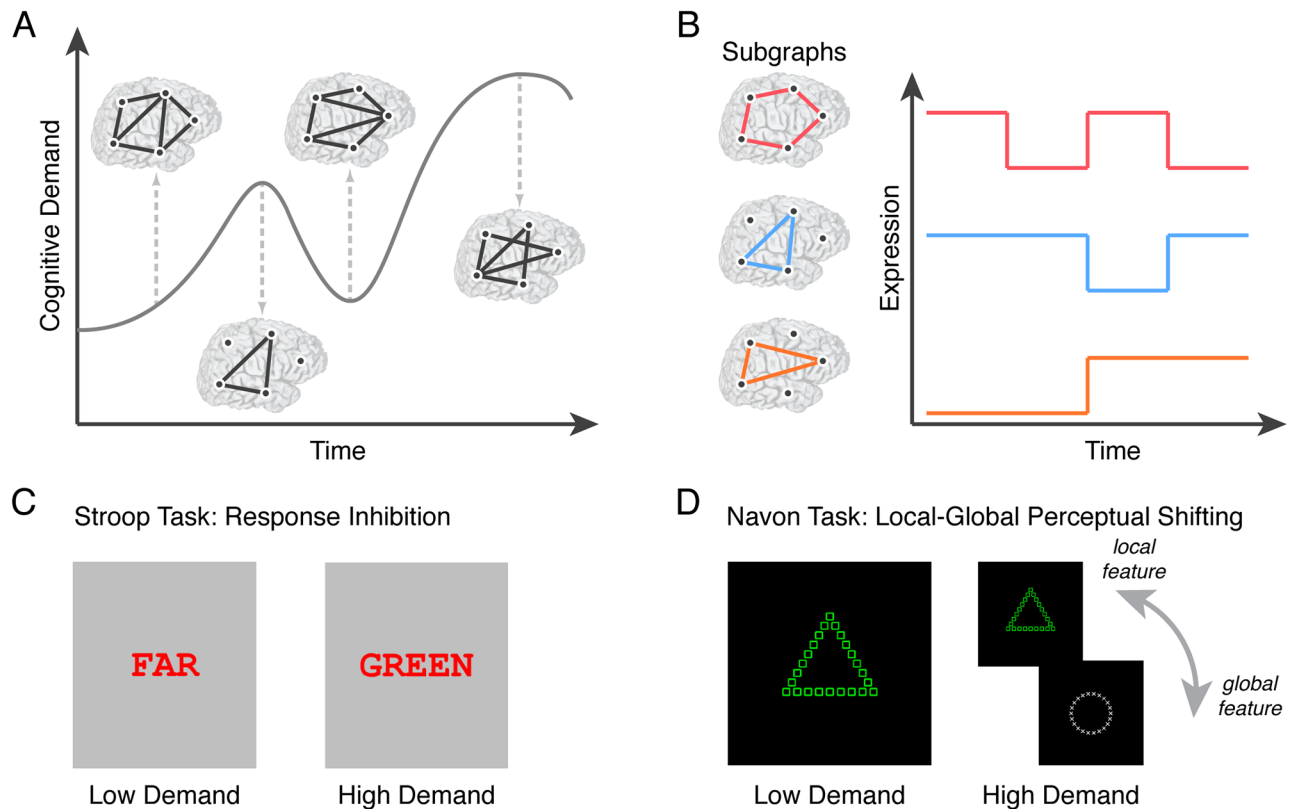 A
Cognitive Demand
Time
B
Subgraphs
Expression
Time
C
Stroop Task: Response Inhibition
FAR
GREEN
Low Demand
High Demand
D
Navon Task: Local-Global Perceptual Shifting
local
feature
global
feature
Low Demand
High Demand